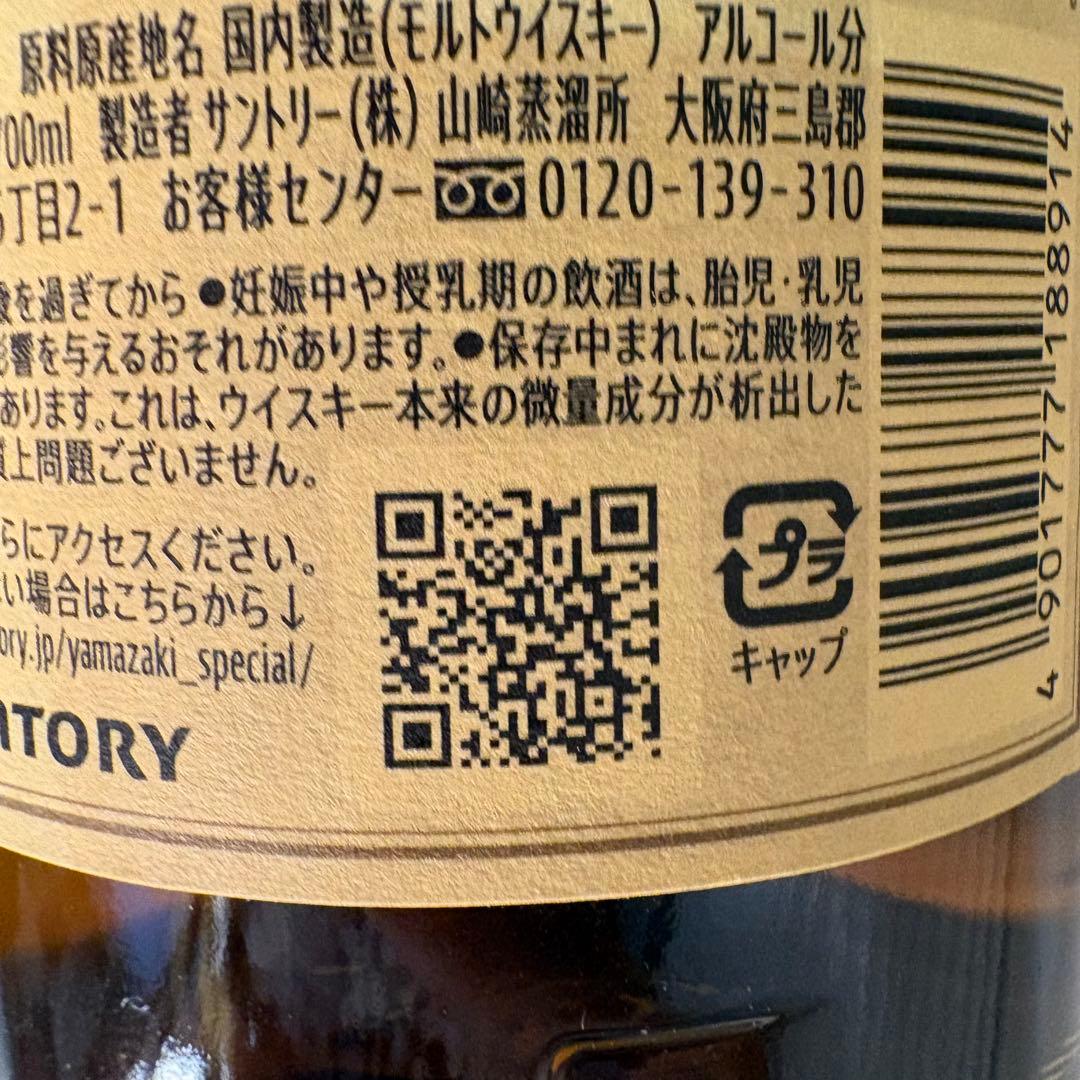 原料原産地名 国内製造(モルトウイスキー) アルコール分
700ml 製造者 サントリー(株) 山崎蒸溜所 大阪府三島郡
5丁目2-1 お客様センター 0120-139-310
を過ぎてから ●妊娠中や授乳期の飲酒は、胎児・乳児
影響を与えるおそれがあります。●保存中まれに沈殿物を
あります。これは、ウイスキー本来の微量成分が析出した
質上問題ございません。
らにアクセスください。
い場合はこちらから↓
ory.jp/yamazaki_special/
NTORY
プラ
キャップ
4 901777 188174